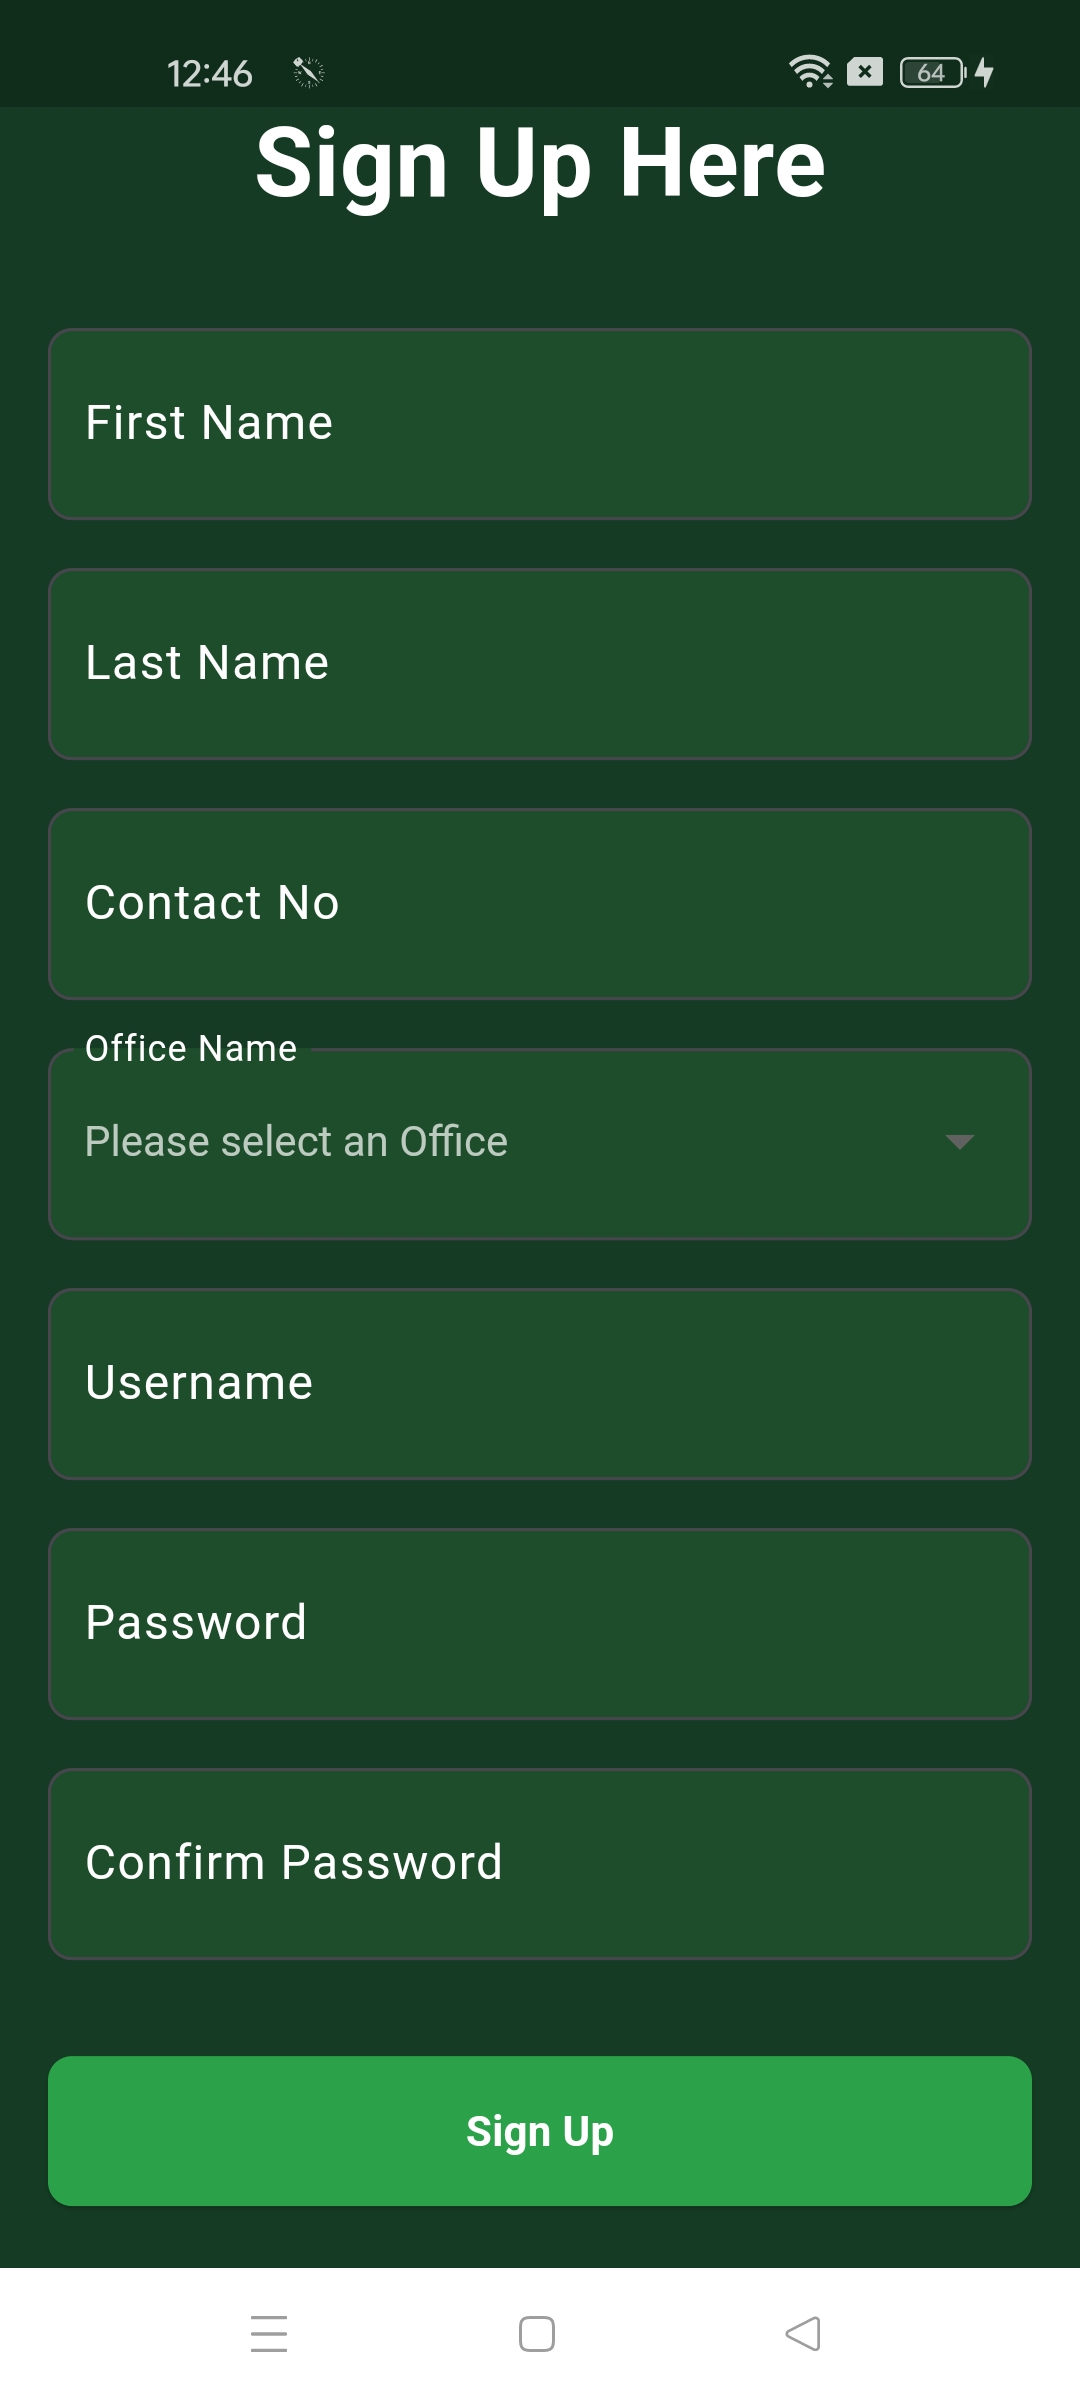 12:46
64
Sign Up Here
First Name
Last Name
Contact No
Office Name
Please select an Office
Username
Password
Confirm Password
Sign Up